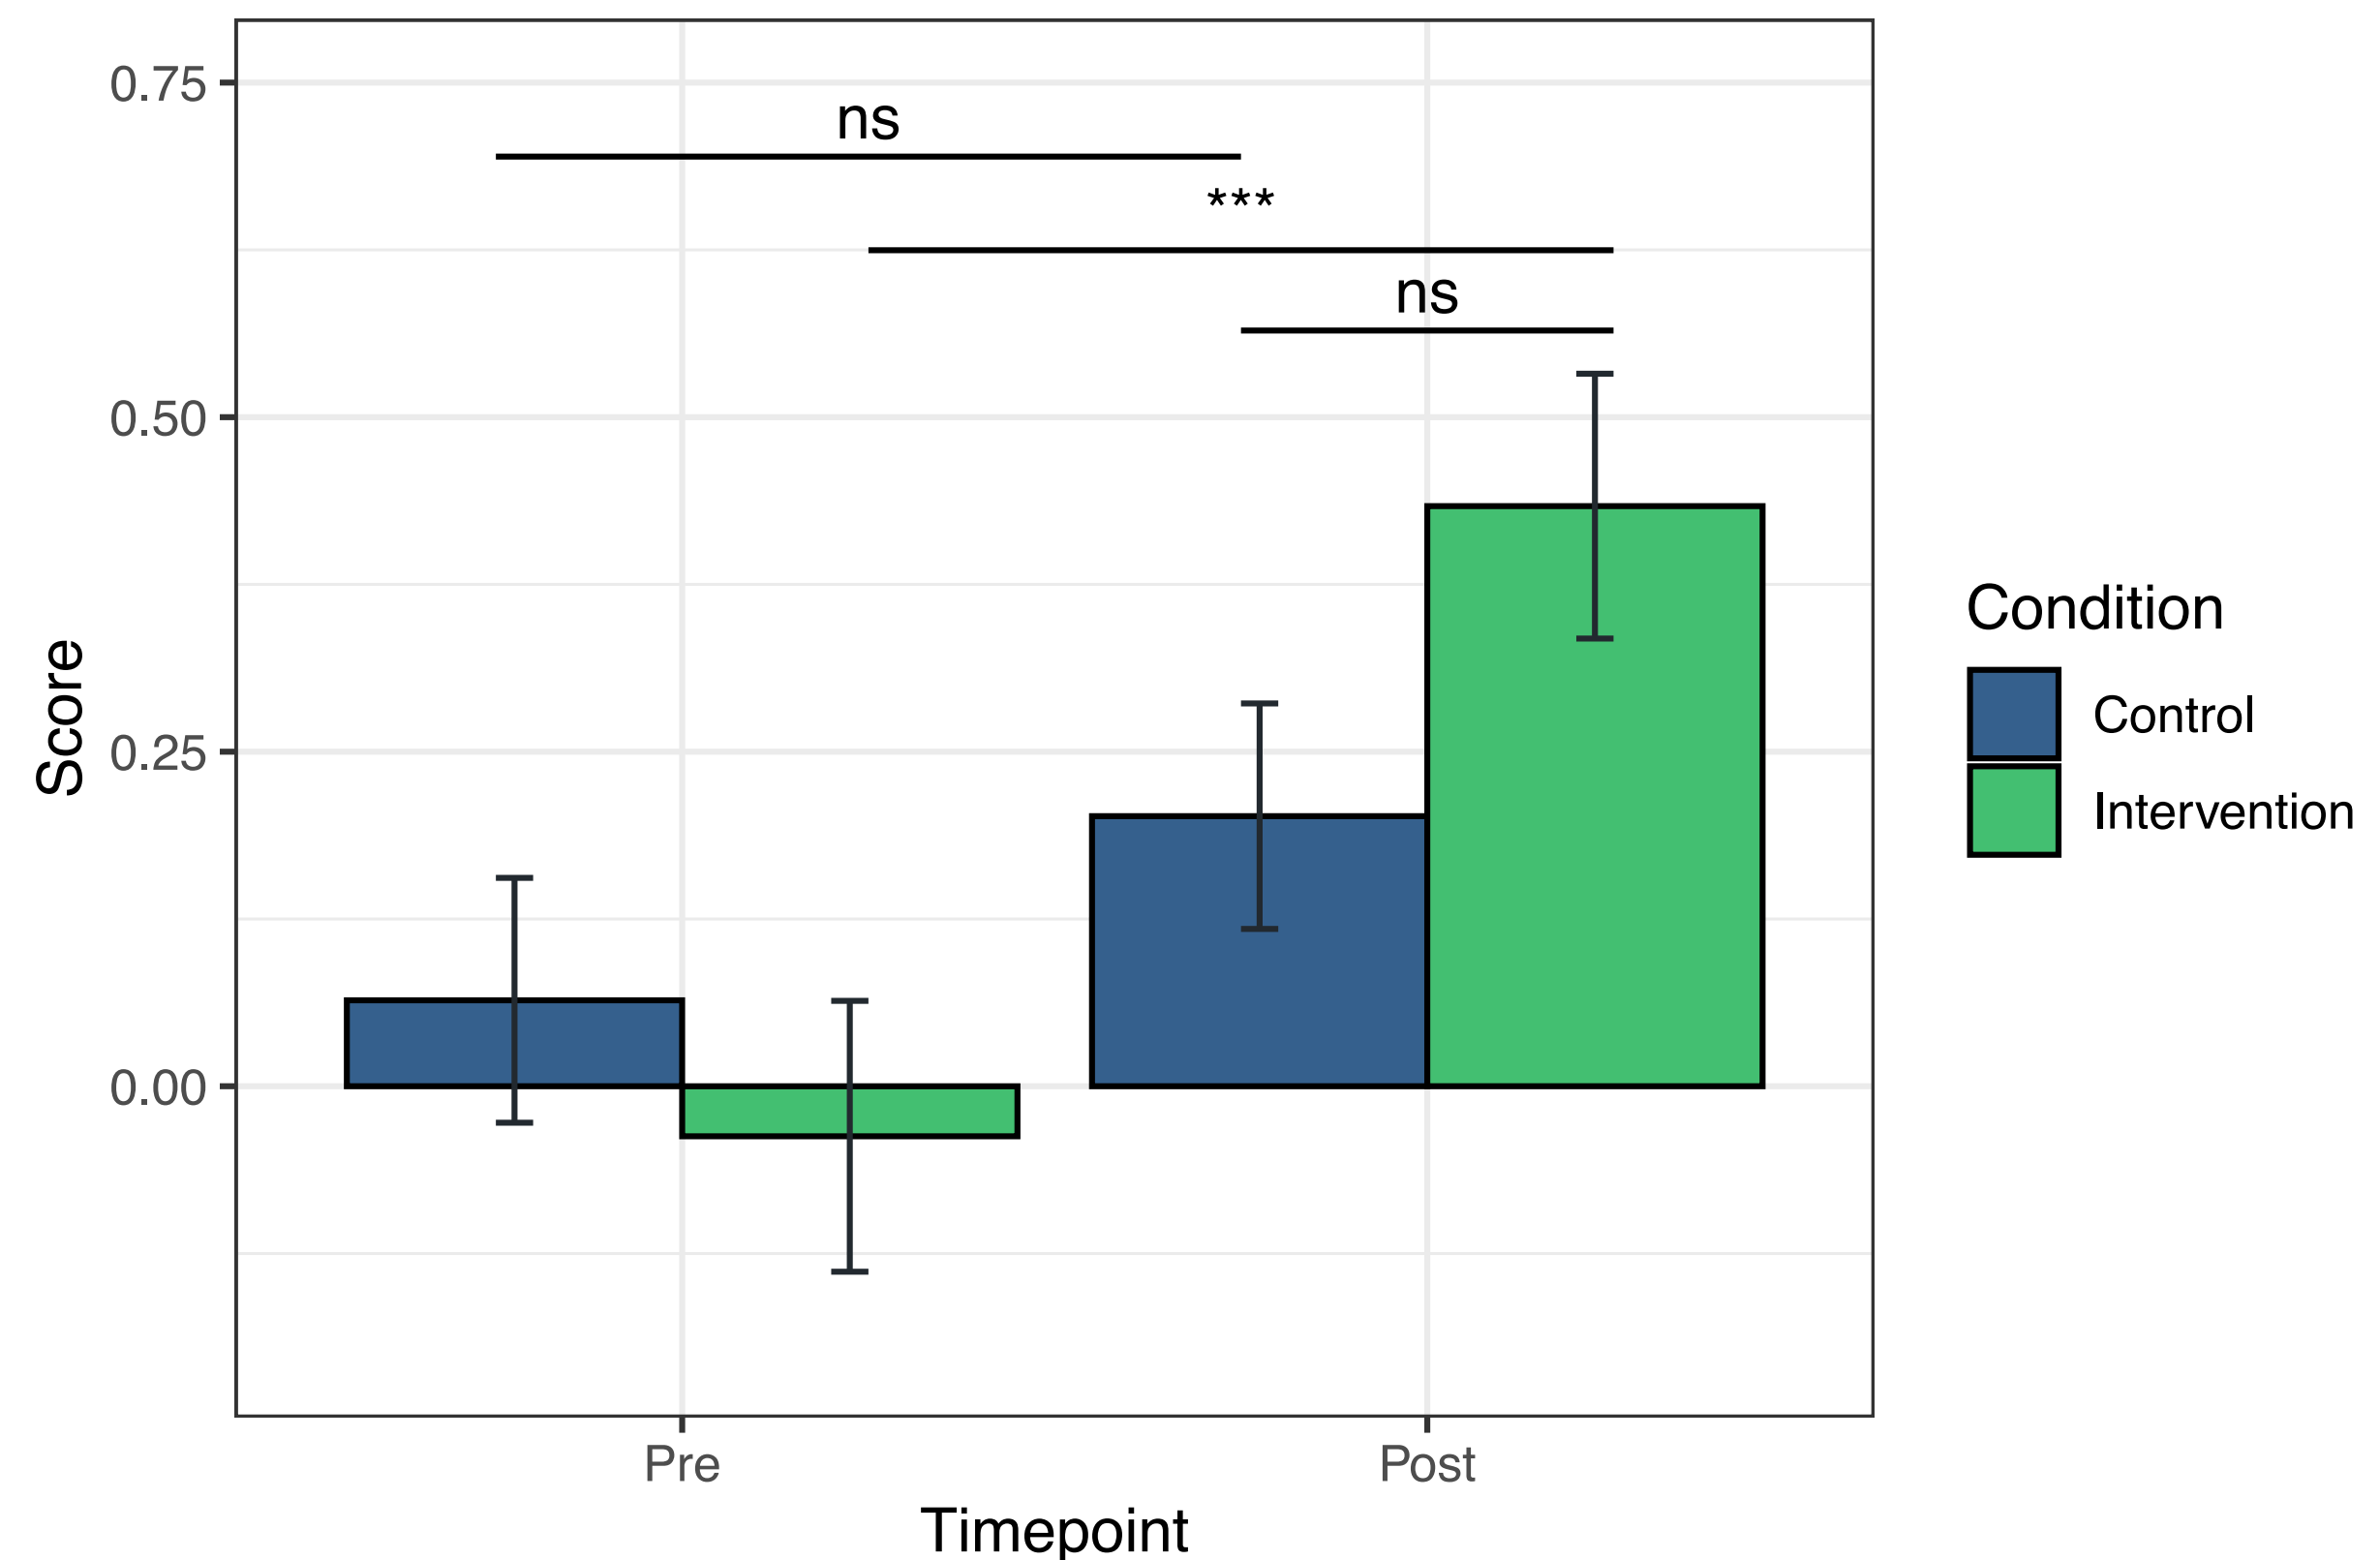 0.75
0.50
0.25
0.00
Score
ns
***
ns
Pre
Post
Timepoint
Condition
Control
Intervention